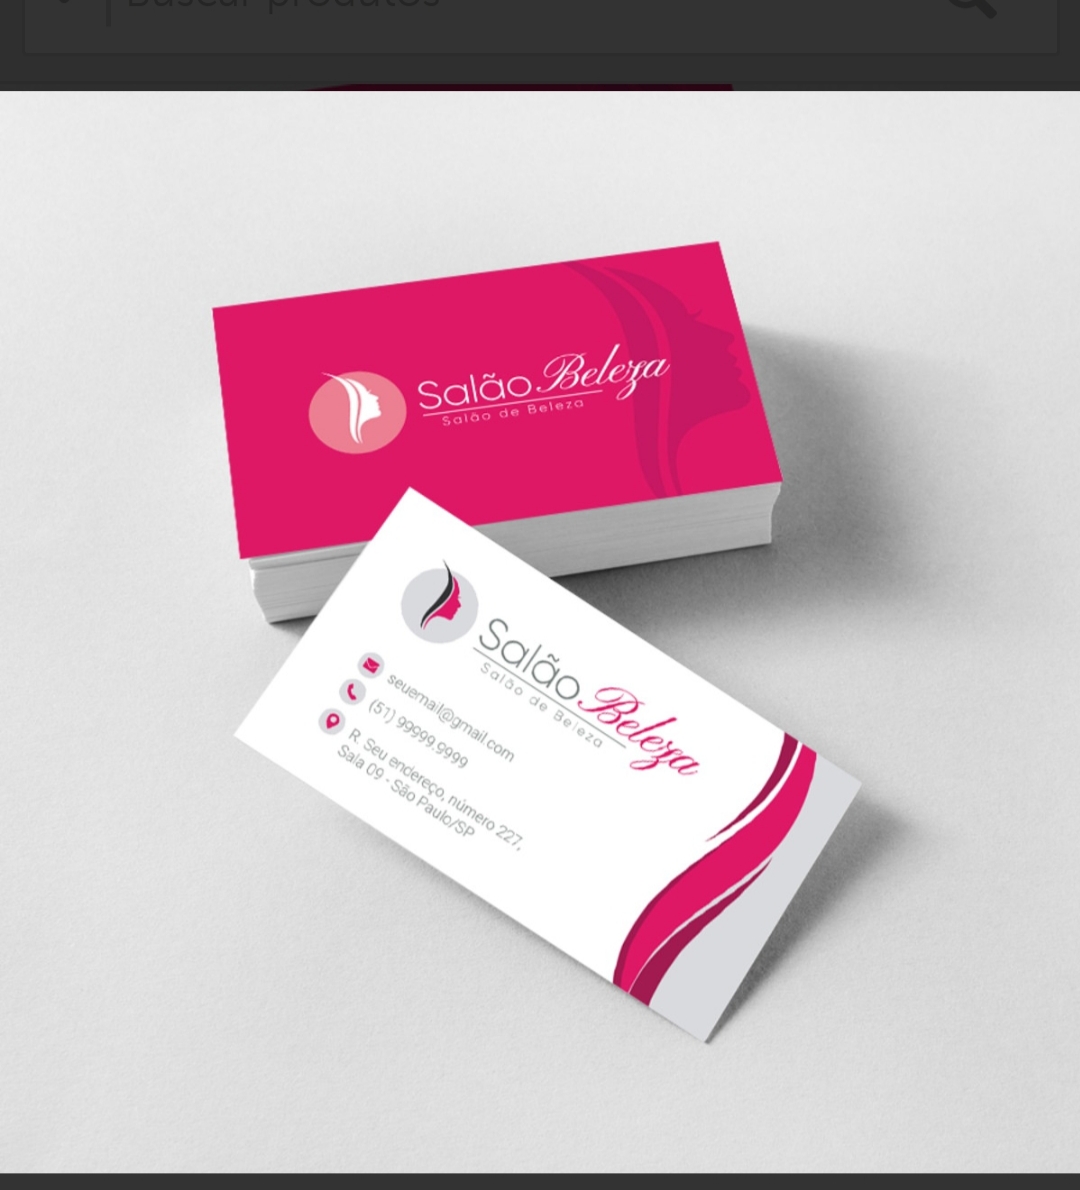 Buscar produtos
Salão Beleza
Salão de Beleza
Salão Beleza
Salão de Beleza
seuemail@gmail.com
(51) 99999.9999
R. Seu endereço, número 227,
Sala 09 - São Paulo/SP